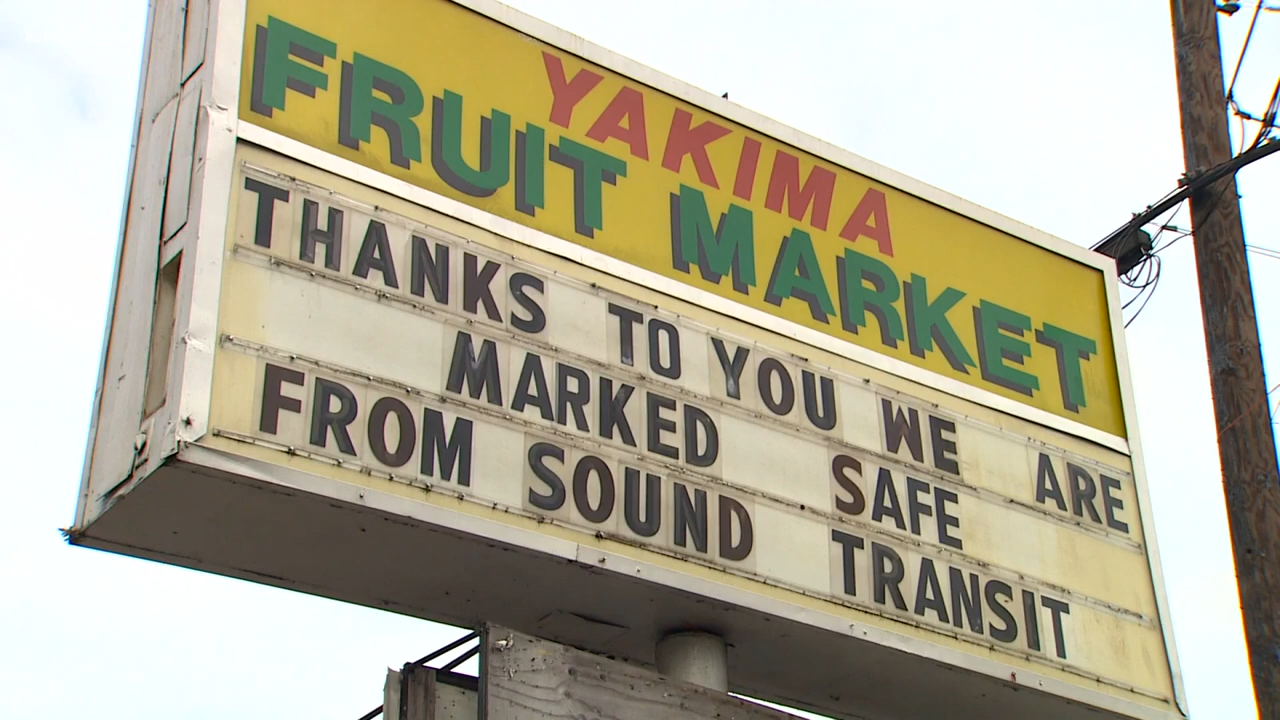 YAKIMA
FRUIT MARKET
THANKS TO YOU WE ARE
MARKED SAFE
FROM SOUND TRANSIT